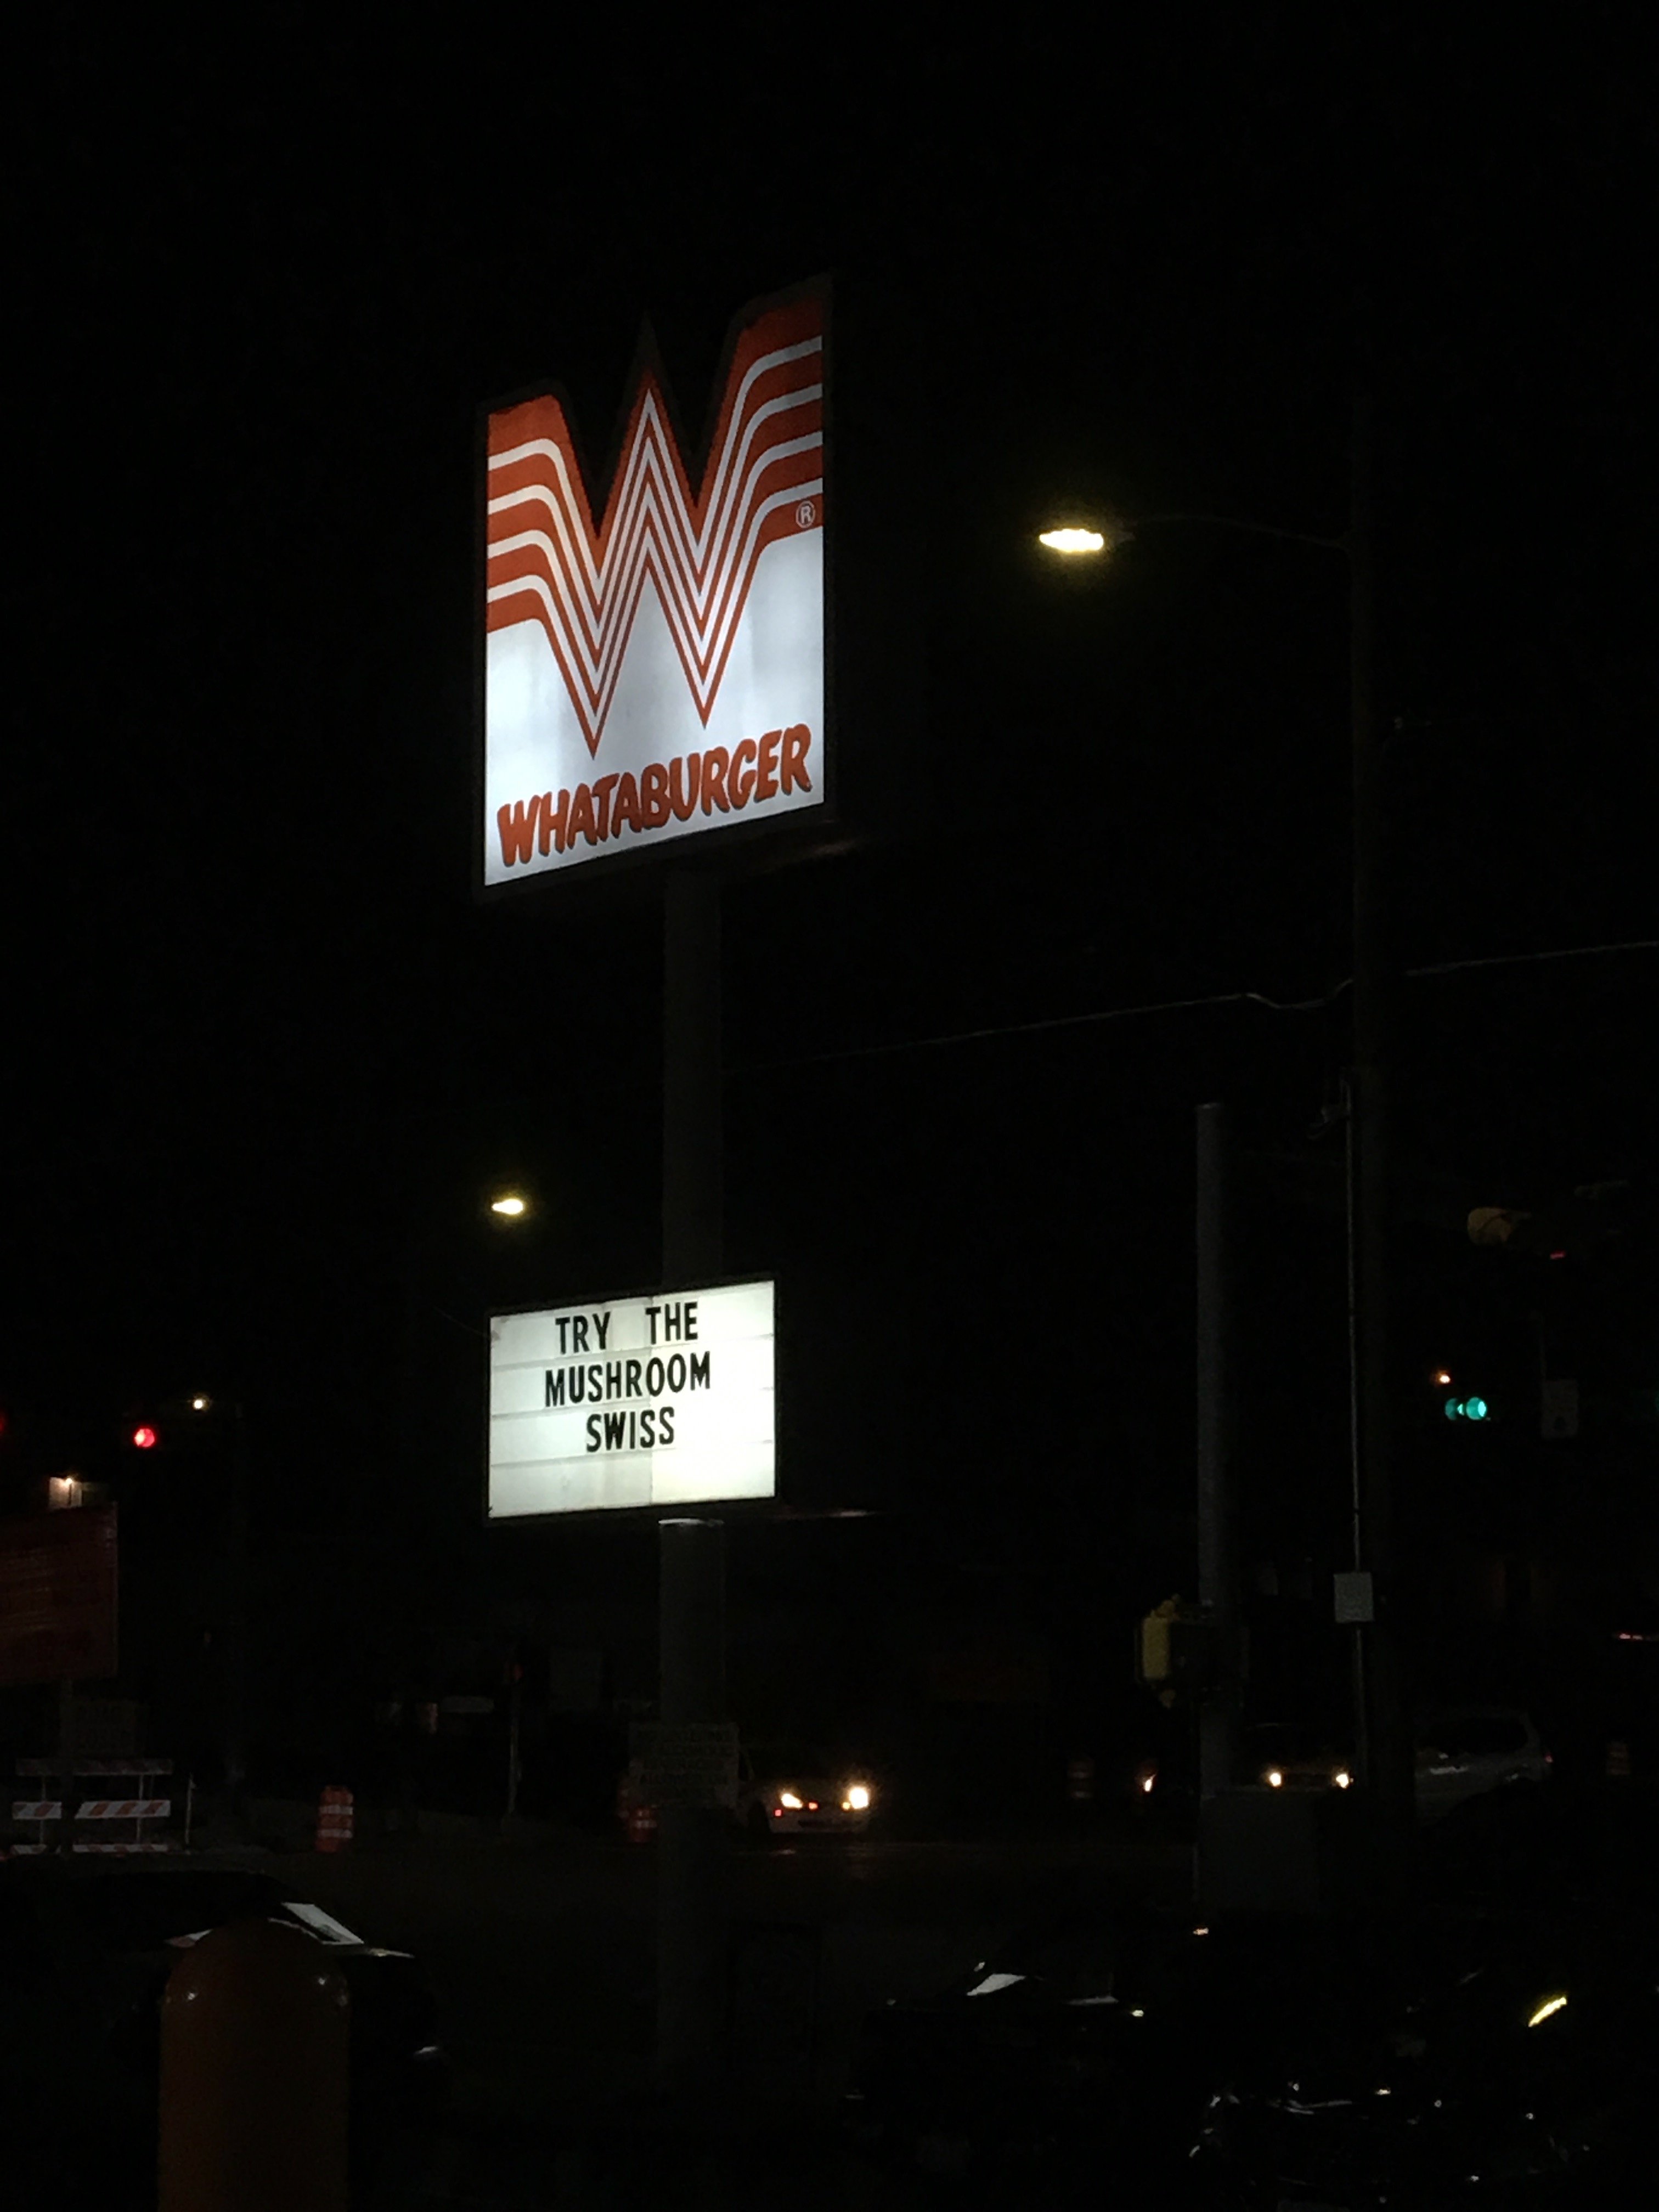 ®
WHATABURGER
TRY THE
MUSHROOM
SWISS